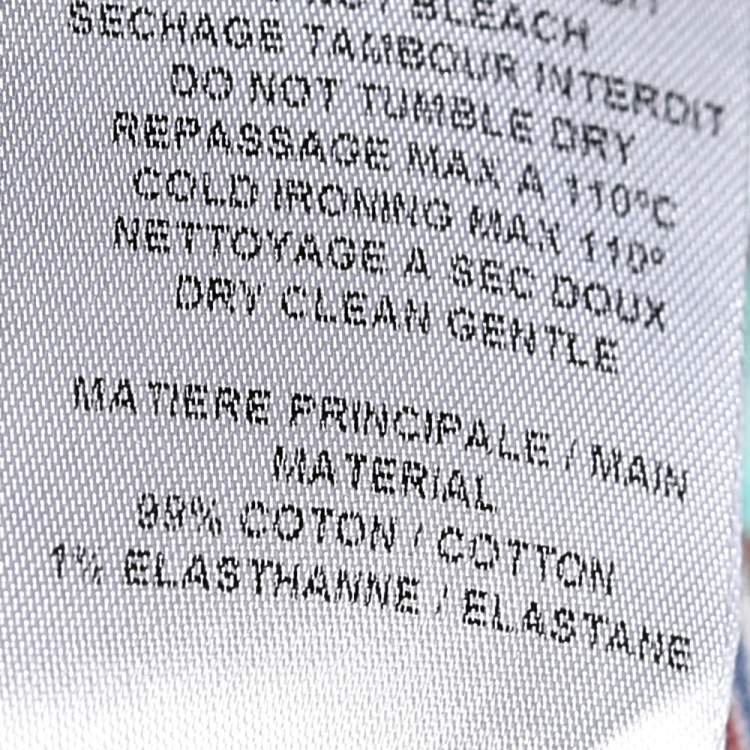 BLEACH
SECHAGE TAMBOUR INTERDIT
DO NOT TUMBLE DRY
REPASSAGE MAX A 110°C
COLD IRONING MAX 110°
NETTOYAGE A SEC DOUX
DRY CLEAN GENTLE
MATIERE PRINCIPALE / MAIN
MATERIAL
99% COTON / COTTON
1% ELASTHANNE / ELASTANE